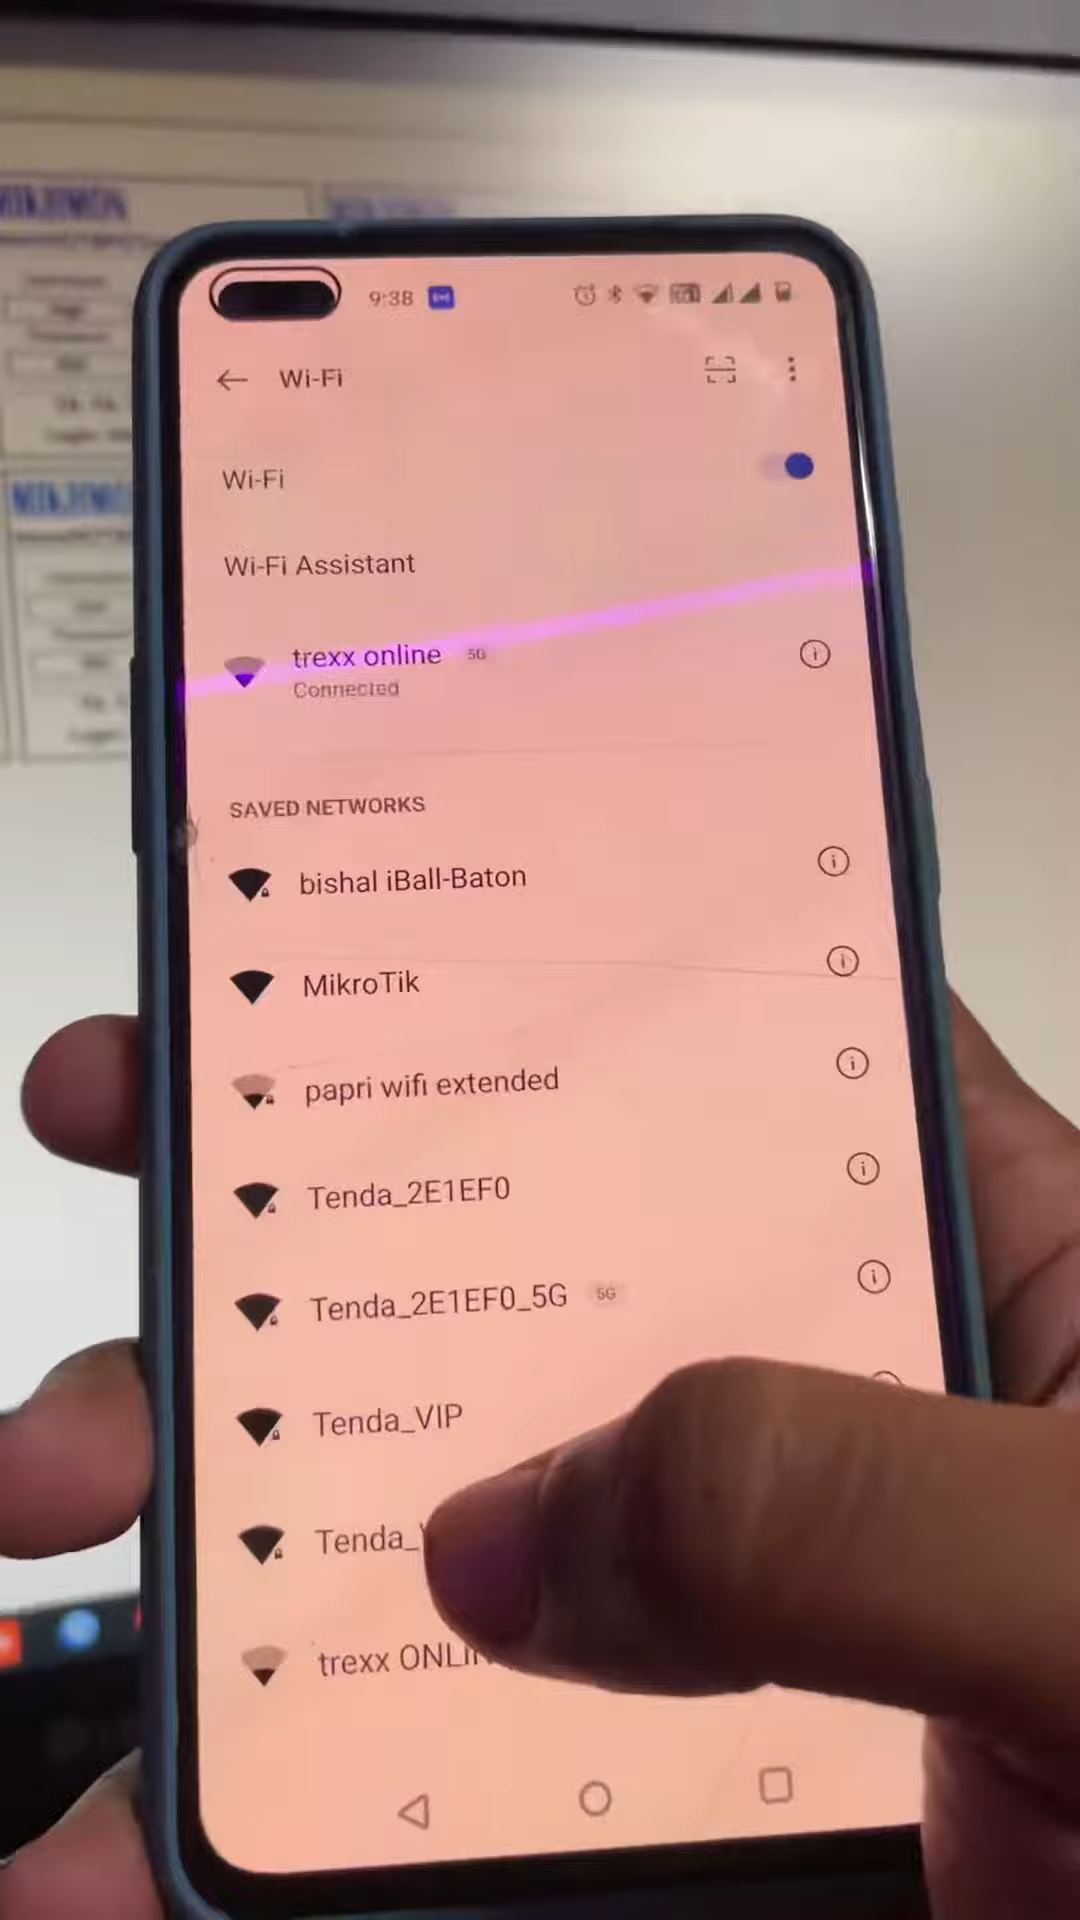 9:38
Wi-Fi
Wi-Fi
Wi-Fi Assistant
trexx online 5G
Connected
SAVED NETWORKS
bishal iBall-Baton
MikroTik
papri wifi extended
Tenda_2E1EF0
Tenda_2E1EF0_5G 5G
Tenda_VIP
Tenda_
trexx ONLIN